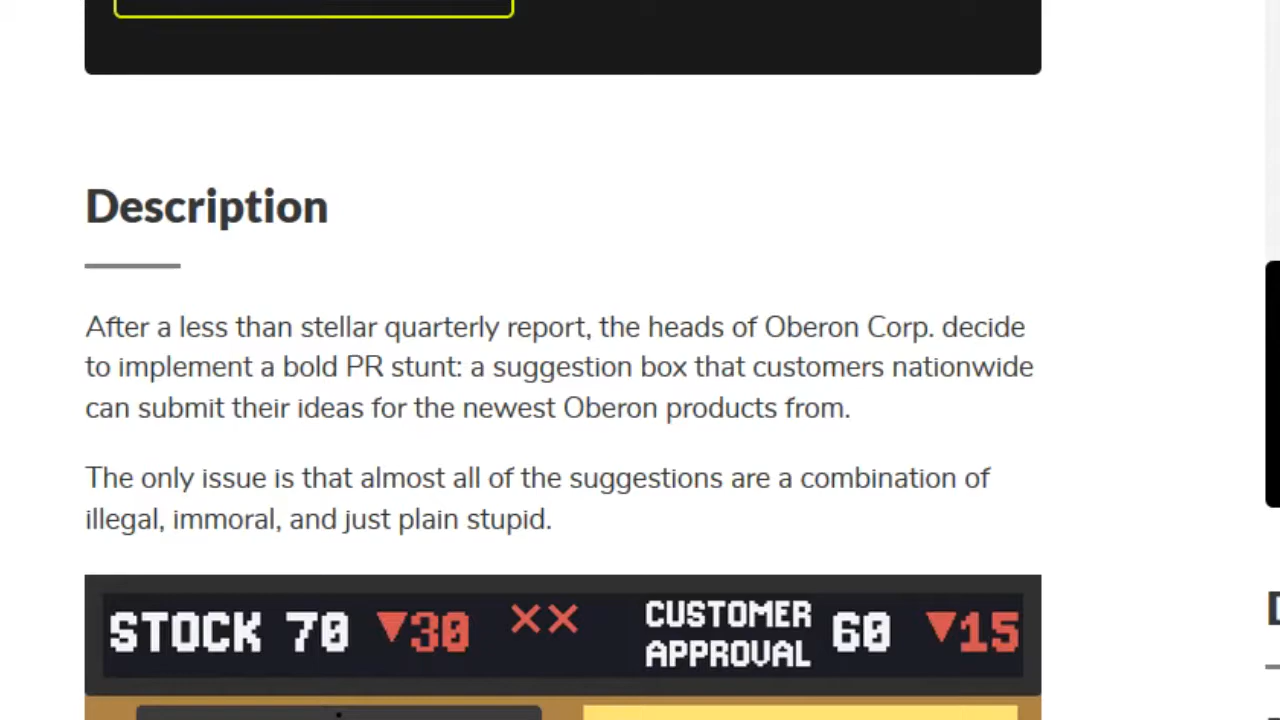 Description
After a less than stellar quarterly report, the heads of Oberon Corp. decide
to implement a bold PR stunt: a suggestion box that customers nationwide
can submit their ideas for the newest Oberon products from.
The only issue is that almost all of the suggestions are a combination of
illegal, immoral, and just plain stupid.
STOCK 70 ▼30 ✕✕ CUSTOMER
APPROVAL 60 ▼15